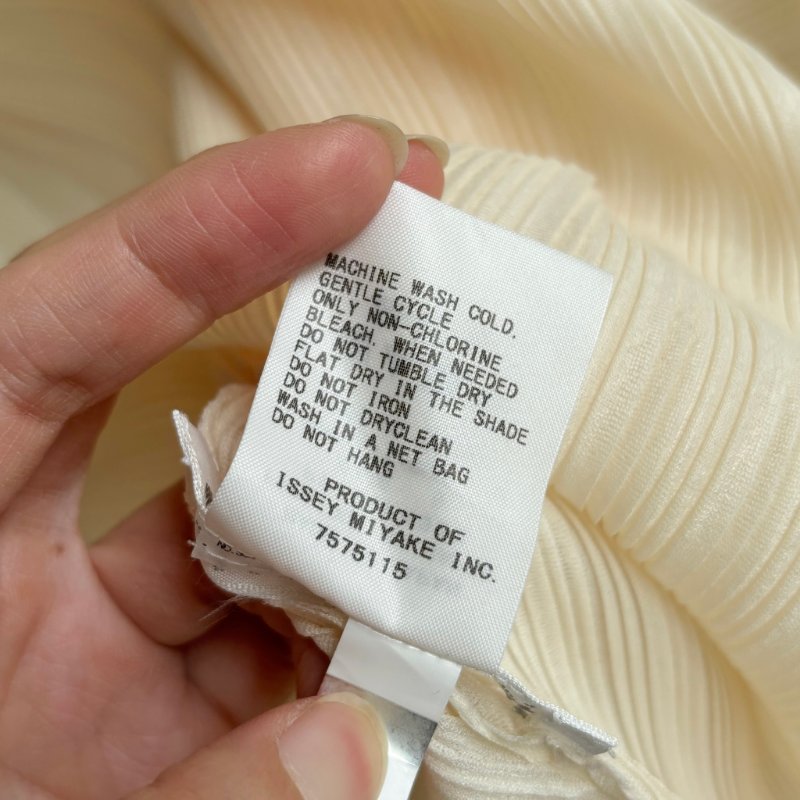 MACHINE WASH COLD.
GENTLE CYCLE
ONLY NON-CHLORINE
BLEACH, WHEN NEEDED
DO NOT TUMBLE DRY
FLAT DRY IN THE SHADE
DO NOT IRON
DO NOT DRYCLEAN
WASH IN A NET BAG
DO NOT HANG
PRODUCT OF
ISSEY MIYAKE INC.
7575115